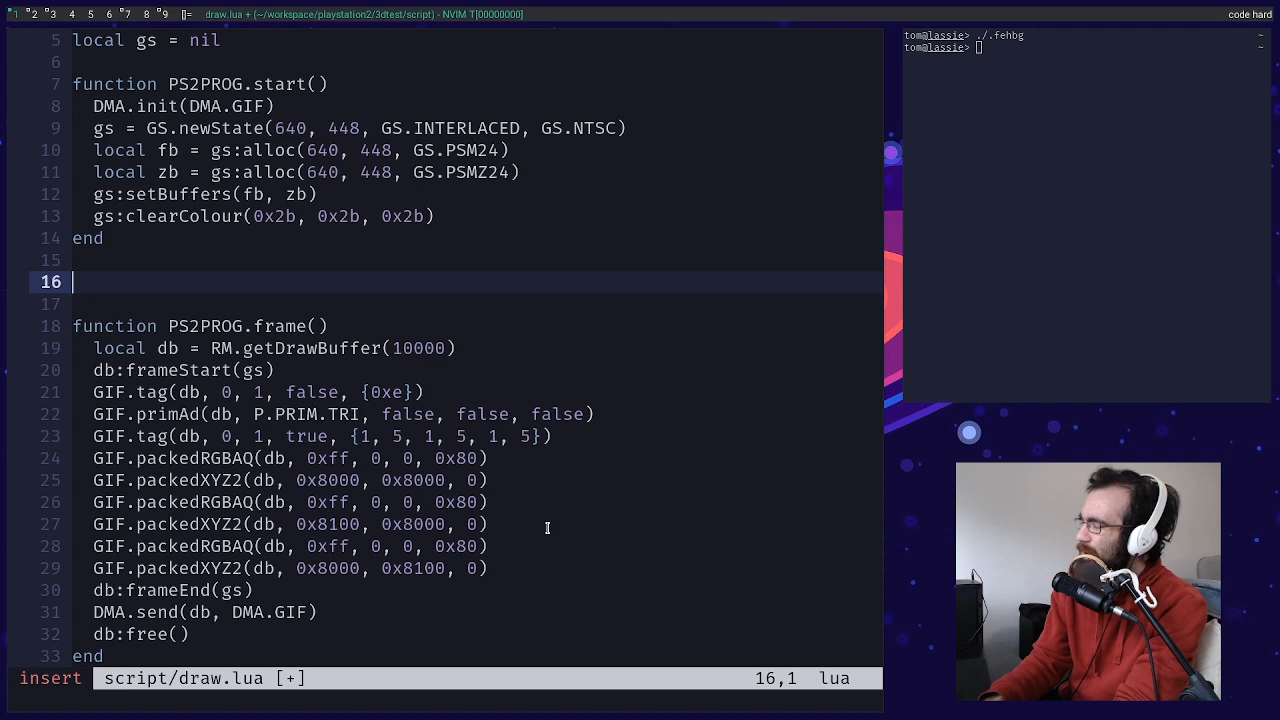 1 2 3 4 5 6 7 8 9 []= draw.lua + (~/workspace/playstation2/3dtest/script) - NVIM T[00000000] code hard
5 local gs = nil
6
7 function PS2PROG.start()
8 DMA.init(DMA.GIF)
9 gs = GS.newState(640, 448, GS.INTERLACED, GS.NTSC)
10 local fb = gs:alloc(640, 448, GS.PSM24)
11 local zb = gs:alloc(640, 448, GS.PSMZ24)
12 gs:setBuffers(fb, zb)
13 gs:clearColour(0x2b, 0x2b, 0x2b)
14 end
15
16
17
18 function PS2PROG.frame()
19 local db = RM.getDrawBuffer(10000)
20 db:frameStart(gs)
21 GIF.tag(db, 0, 1, false, {0xe})
22 GIF.primAd(db, P.PRIM.TRI, false, false, false)
23 GIF.tag(db, 0, 1, true, {1, 5, 1, 5, 1, 5})
24 GIF.packedRGBAQ(db, 0xff, 0, 0, 0x80)
25 GIF.packedXYZ2(db, 0x8000, 0x8000, 0)
26 GIF.packedRGBAQ(db, 0xff, 0, 0, 0x80)
27 GIF.packedXYZ2(db, 0x8100, 0x8000, 0)
28 GIF.packedRGBAQ(db, 0xff, 0, 0, 0x80)
29 GIF.packedXYZ2(db, 0x8000, 0x8100, 0)
30 db:frameEnd(gs)
31 DMA.send(db, DMA.GIF)
32 db:free()
33 end
insert script/draw.lua [+] 16,1 lua
tom@lassie> ./.fehbg ~
tom@lassie> ~